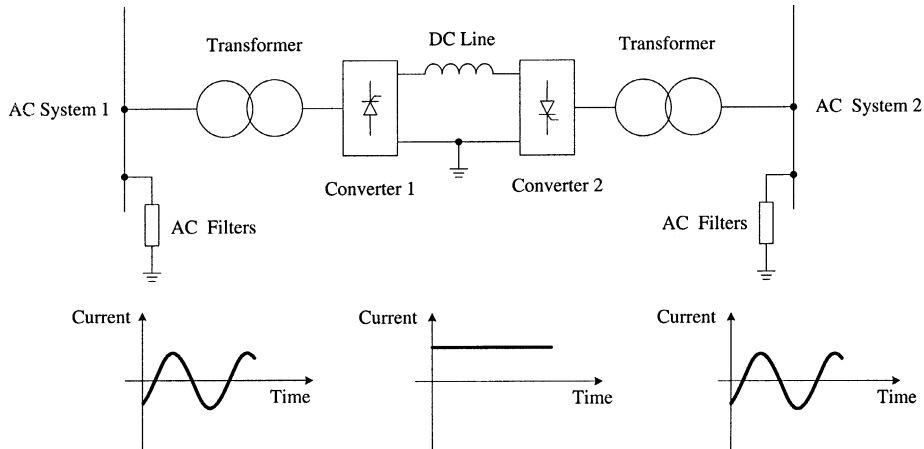 Transformer
DC Line
Transformer
AC System 1
AC System 2
Converter 1
Converter 2
AC Filters
AC Filters
Current
Time
Current
Time
Current
Time